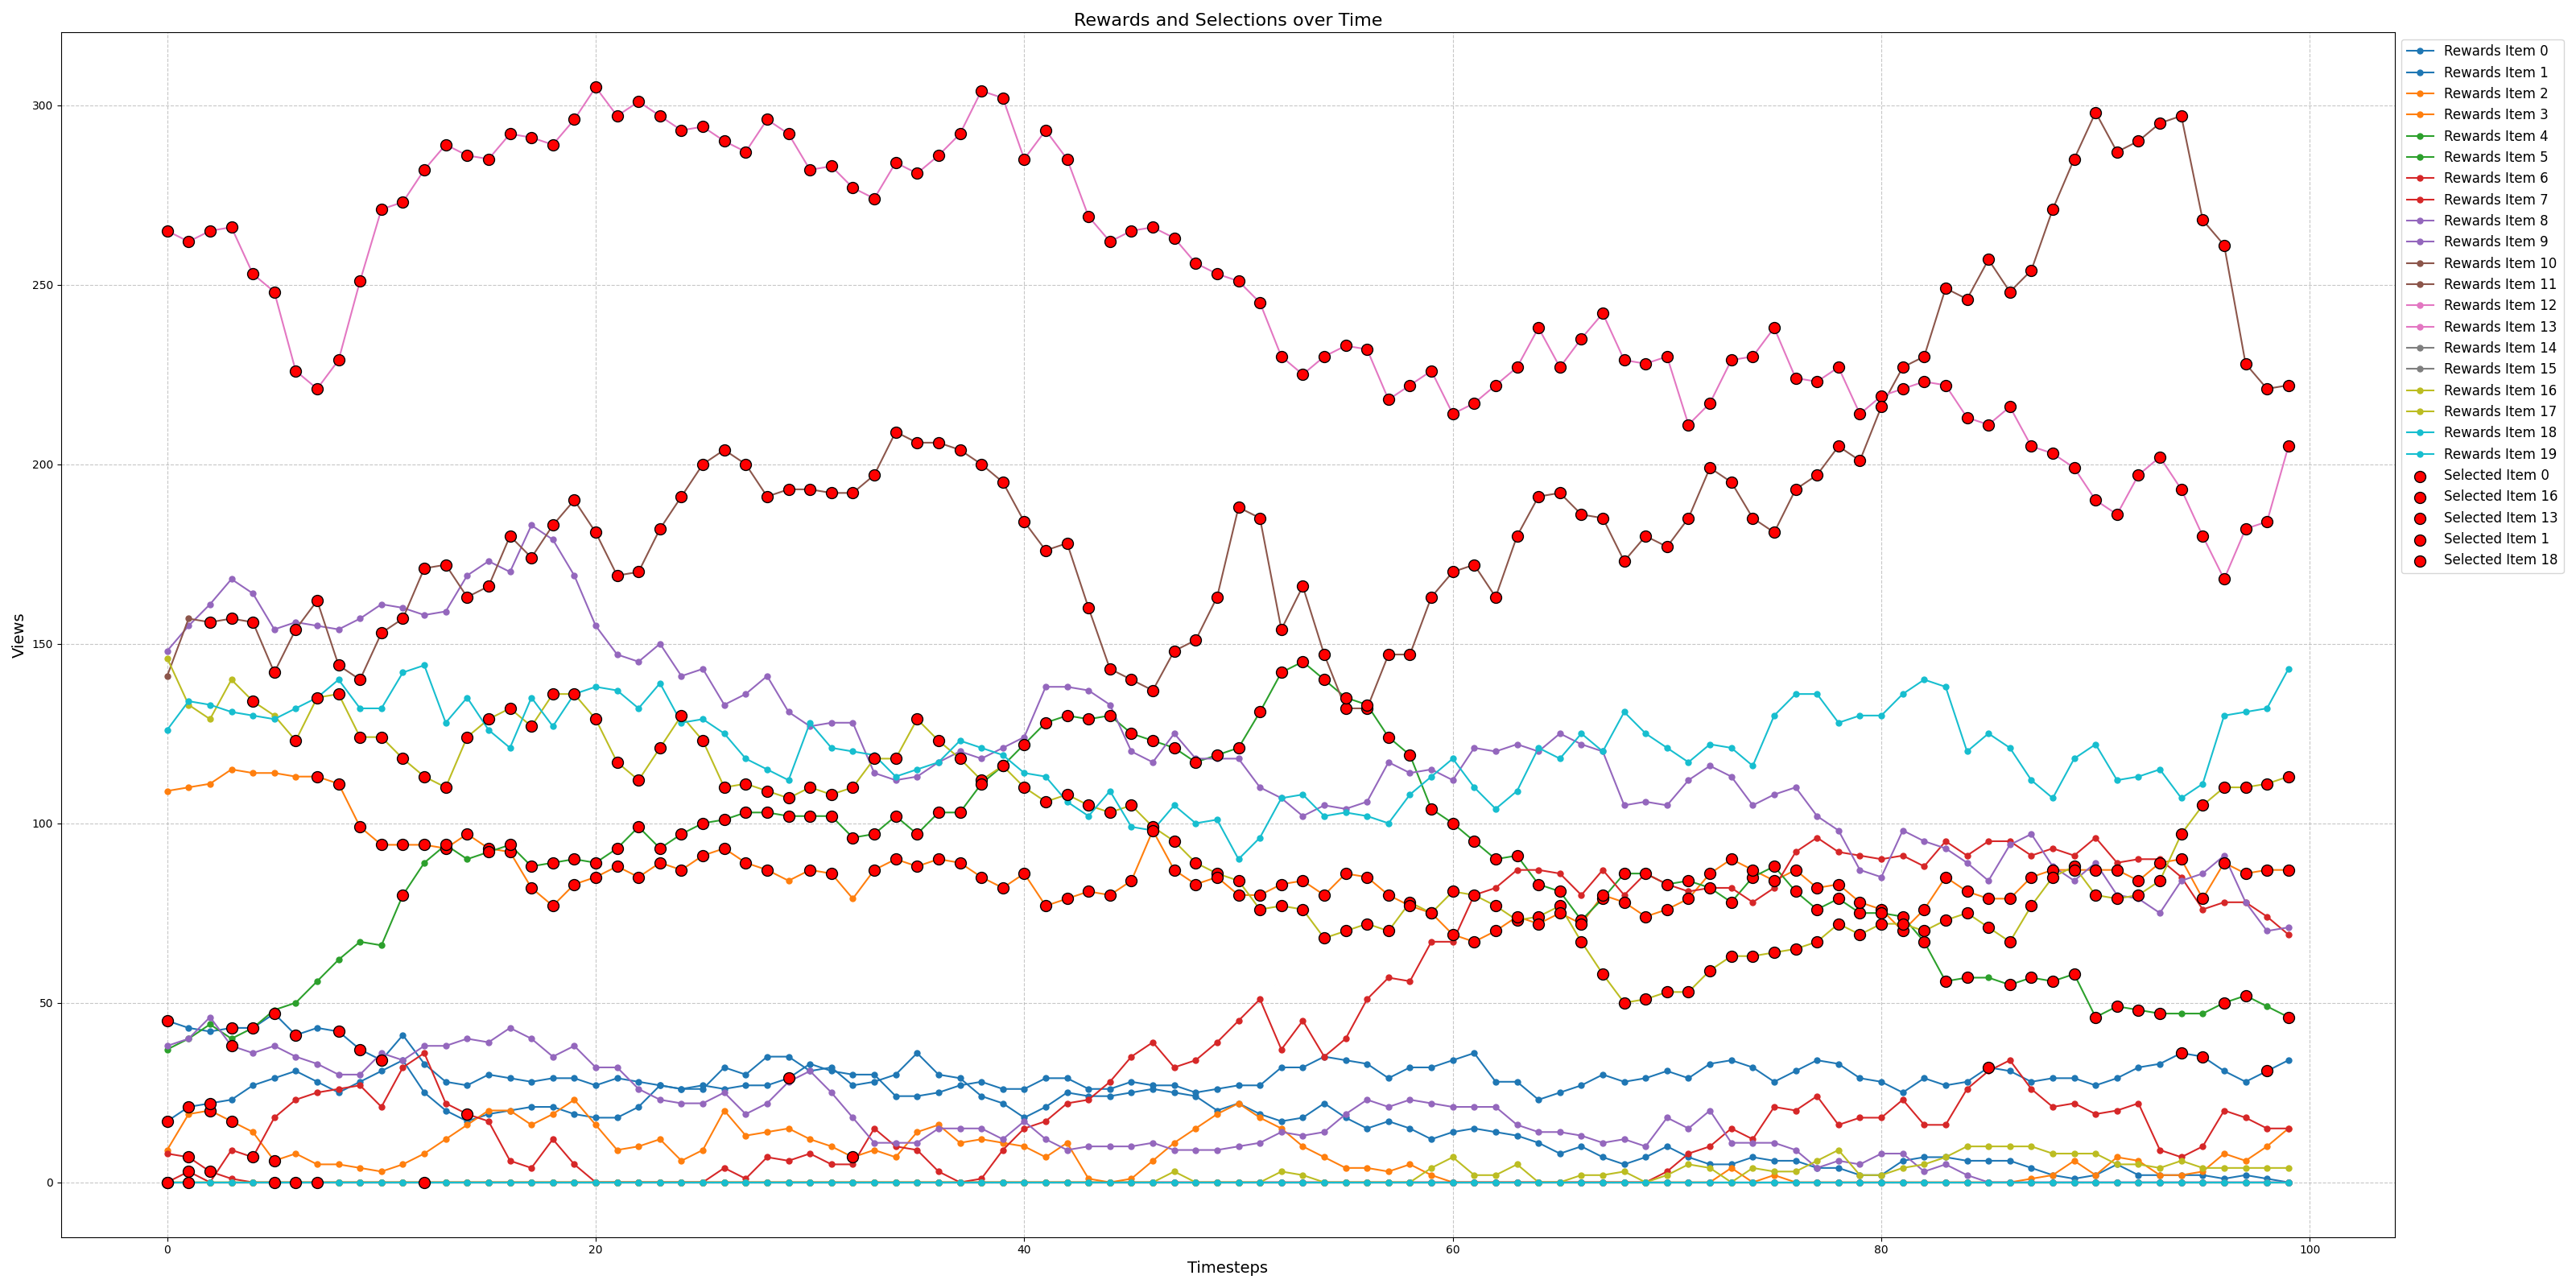 Rewards and Selections over Time
Views
300
250
200
150
100
50
0
0
20
40
60
80
100
Timesteps
Rewards Item 0
Rewards Item 1
Rewards Item 2
Rewards Item 3
Rewards Item 4
Rewards Item 5
Rewards Item 6
Rewards Item 7
Rewards Item 8
Rewards Item 9
Rewards Item 10
Rewards Item 11
Rewards Item 12
Rewards Item 13
Rewards Item 14
Rewards Item 15
Rewards Item 16
Rewards Item 17
Rewards Item 18
Rewards Item 19
Selected Item 0
Selected Item 16
Selected Item 13
Selected Item 1
Selected Item 18